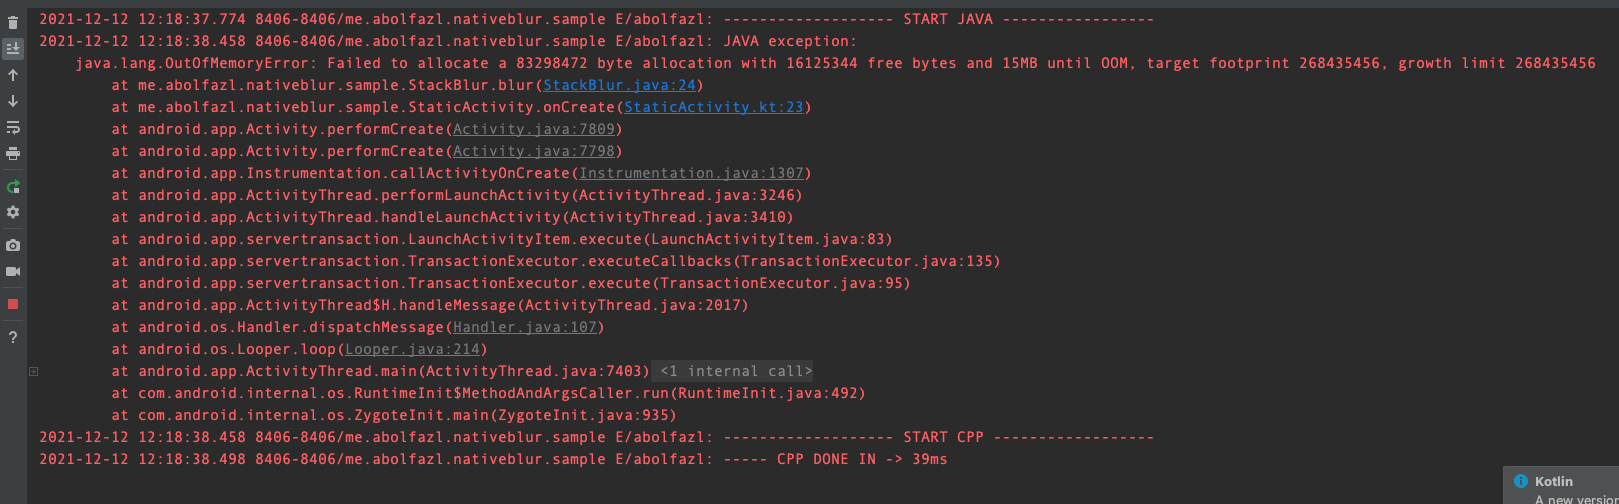 2021-12-12 12:18:37.774 8406-8406/me.abolfazl.nativeblur.sample E/abolfazl: ------------------- START JAVA -----------------
2021-12-12 12:18:38.458 8406-8406/me.abolfazl.nativeblur.sample E/abolfazl: JAVA exception:
java.lang.OutOfMemoryError: Failed to allocate a 83298472 byte allocation with 16125344 free bytes and 15MB until OOM, target footprint 268435456, growth limit 268435456
at me.abolfazl.nativeblur.sample.StackBlur.blur(StackBlur.java:24)
at me.abolfazl.nativeblur.sample.StaticActivity.onCreate(StaticActivity.kt:23)
at android.app.Activity.performCreate(Activity.java:7809)
at android.app.Activity.performCreate(Activity.java:7798)
at android.app.Instrumentation.callActivityOnCreate(Instrumentation.java:1307)
at android.app.ActivityThread.performLaunchActivity(ActivityThread.java:3246)
at android.app.ActivityThread.handleLaunchActivity(ActivityThread.java:3410)
at android.app.servertransaction.LaunchActivityItem.execute(LaunchActivityItem.java:83)
at android.app.servertransaction.TransactionExecutor.executeCallbacks(TransactionExecutor.java:135)
at android.app.servertransaction.TransactionExecutor.execute(TransactionExecutor.java:95)
at android.app.ActivityThread$H.handleMessage(ActivityThread.java:2017)
at android.os.Handler.dispatchMessage(Handler.java:107)
at android.os.Looper.loop(Looper.java:214)
at android.app.ActivityThread.main(ActivityThread.java:7403) <1 internal call>
at com.android.internal.os.RuntimeInit$MethodAndArgsCaller.run(RuntimeInit.java:492)
at com.android.internal.os.ZygoteInit.main(ZygoteInit.java:935)
2021-12-12 12:18:38.458 8406-8406/me.abolfazl.nativeblur.sample E/abolfazl: ------------------- START CPP ------------------
2021-12-12 12:18:38.498 8406-8406/me.abolfazl.nativeblur.sample E/abolfazl: ----- CPP DONE IN -> 39ms
Kotlin
A new version